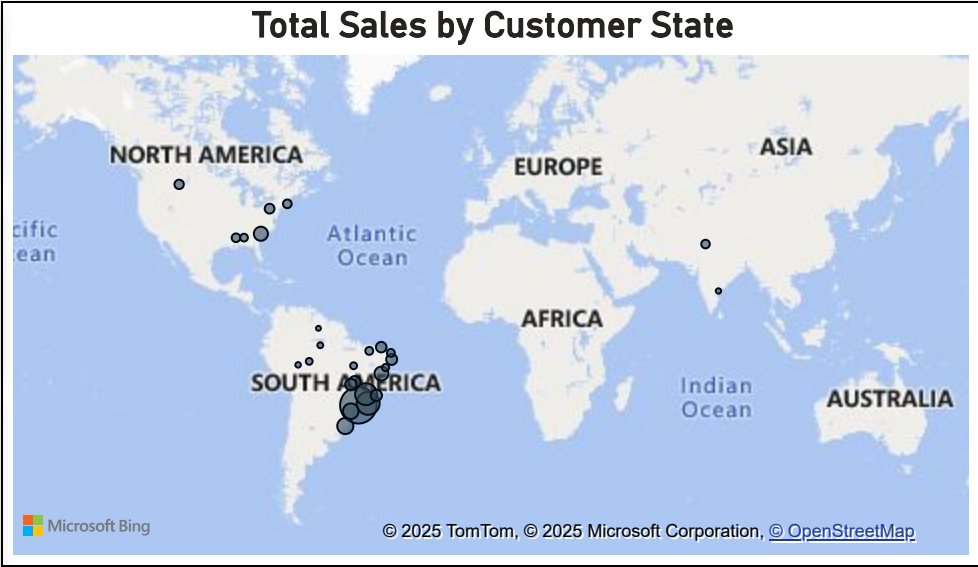 Total Sales by Customer State
NORTH AMERICA
EUROPE
ASIA
cific
ean
Atlantic
Ocean
AFRICA
SOUTH AMERICA
Indian
Ocean
AUSTRALIA
Microsoft Bing
© 2025 TomTom, © 2025 Microsoft Corporation, © OpenStreetMap